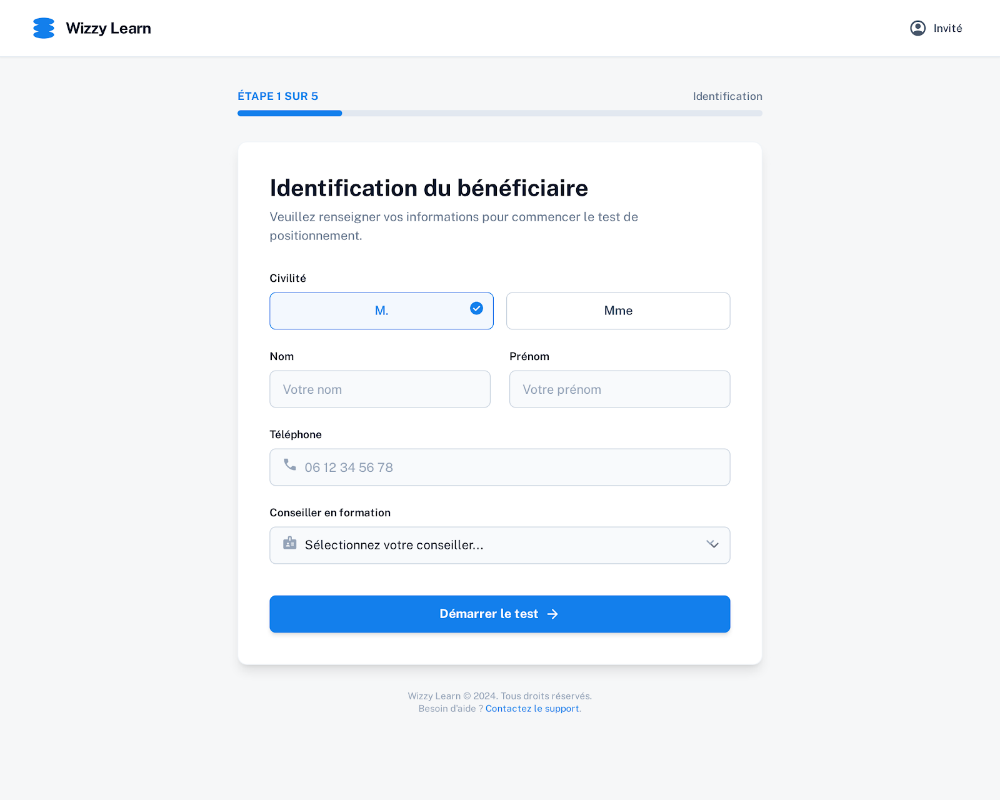 Wizzy Learn
Invité
ÉTAPE 1 SUR 5
Identification
Identification du bénéficiaire
Veuillez renseigner vos informations pour commencer le test de
positionnement.
Civilité
M.
Mme
Nom
Prénom
Votre nom
Votre prénom
Téléphone
06 12 34 56 78
Conseiller en formation
Sélectionnez votre conseiller...
Démarrer le test
Wizzy Learn © 2024. Tous droits réservés.
Besoin d'aide ? Contactez le support.